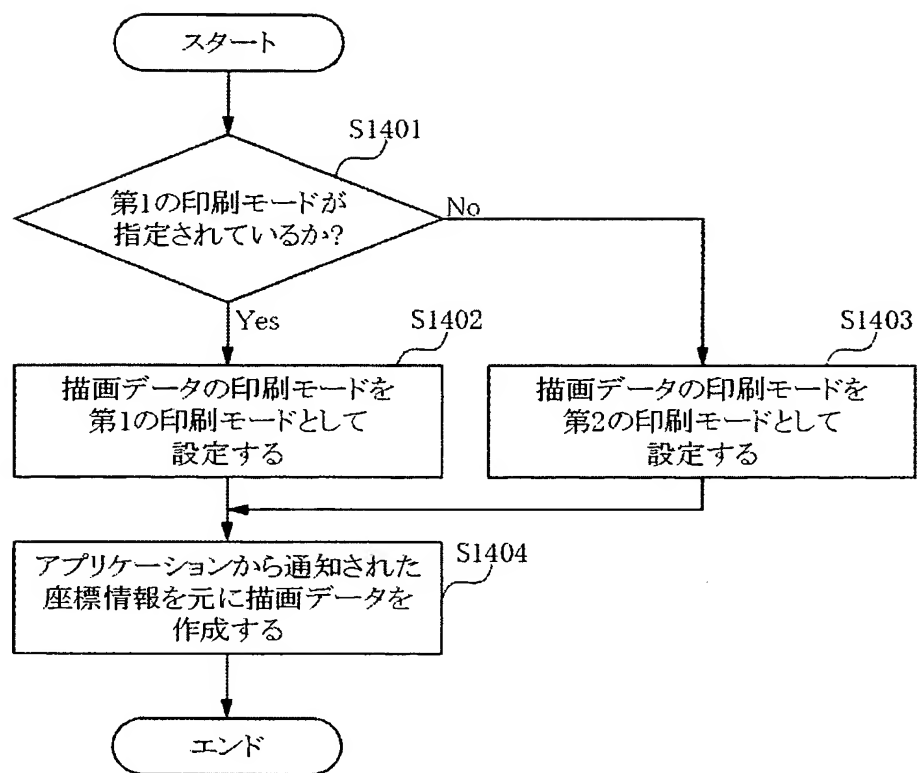 スタート
S1401
第1の印刷モードが
指定されているか?
No
Yes
S1402
描画データの印刷モードを
第1の印刷モードとして
設定する
S1403
描画データの印刷モードを
第2の印刷モードとして
設定する
S1404
アプリケーションから通知された
座標情報を元に描画データを
作成する
エンド